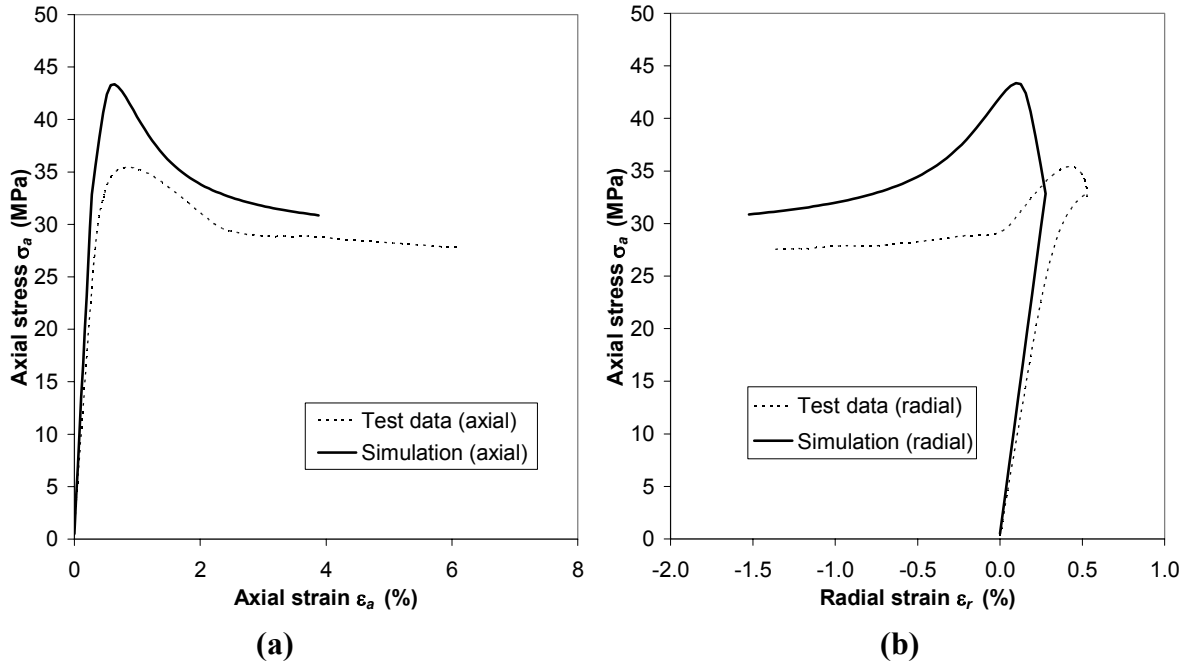 50
45
40
35
30
25
20
15
10
5
0
Axial stress σa (MPa)
0 2 4 6 8
Axial strain εa (%)
Test data (axial)
Simulation (axial)
(a)
50
45
40
35
30
25
20
15
10
5
0
Axial stress σa (MPa)
-2.0 -1.5 -1.0 -0.5 0.0 0.5 1.0
Radial strain εr (%)
Test data (radial)
Simulation (radial)
(b)